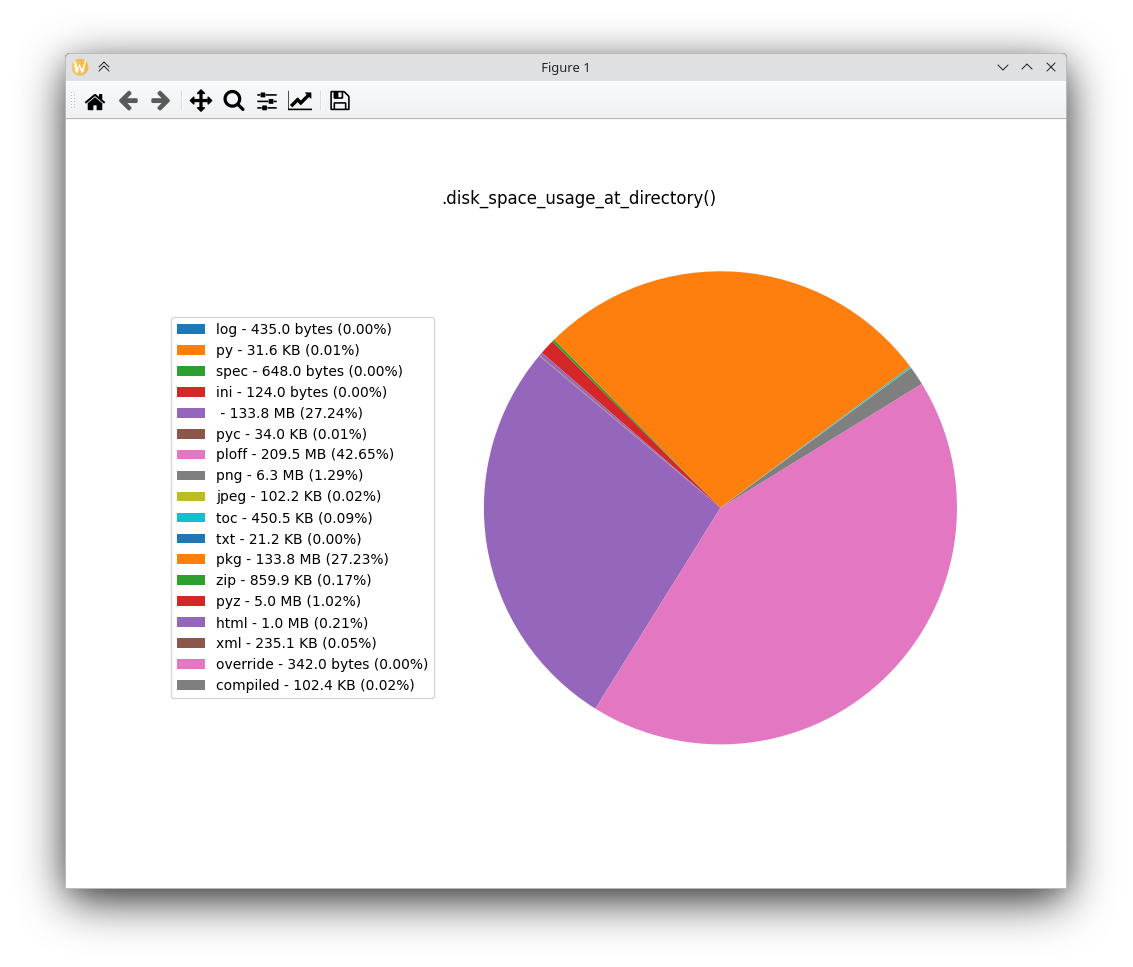 Figure 1
.disk_space_usage_at_directory()
log - 435.0 bytes (0.00%)
py - 31.6 KB (0.01%)
spec - 648.0 bytes (0.00%)
ini - 124.0 bytes (0.00%)
- 133.8 MB (27.24%)
pyc - 34.0 KB (0.01%)
ploff - 209.5 MB (42.65%)
png - 6.3 MB (1.29%)
jpeg - 102.2 KB (0.02%)
toc - 450.5 KB (0.09%)
txt - 21.2 KB (0.00%)
pkg - 133.8 MB (27.23%)
zip - 859.9 KB (0.17%)
pyz - 5.0 MB (1.02%)
html - 1.0 MB (0.21%)
xml - 235.1 KB (0.05%)
override - 342.0 bytes (0.00%)
compiled - 102.4 KB (0.02%)